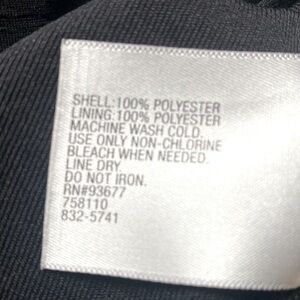 SHELL:100% POLYESTER
LINING:100% POLYESTER
MACHINE WASH COLD.
USE ONLY NON-CHLORINE
BLEACH WHEN NEEDED.
LINE DRY.
DO NOT IRON.
RN#93677
758110
832-5741